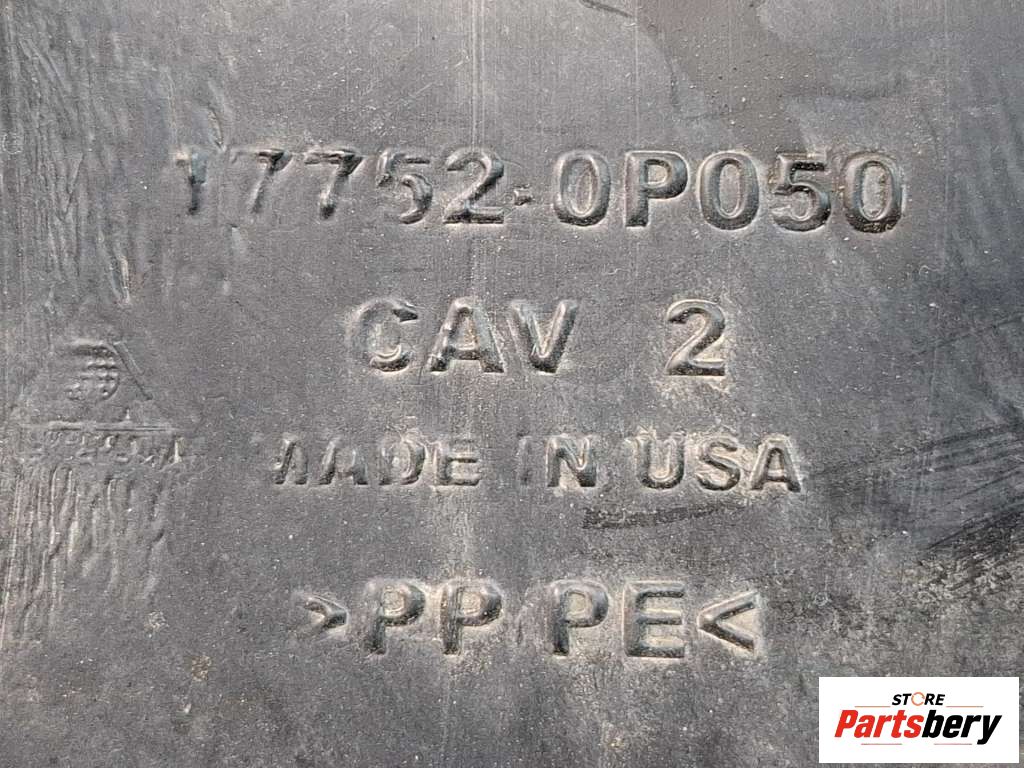 17752-0P050
CAV 2
MADE IN USA
>PP PE<
STORE
Partsbery